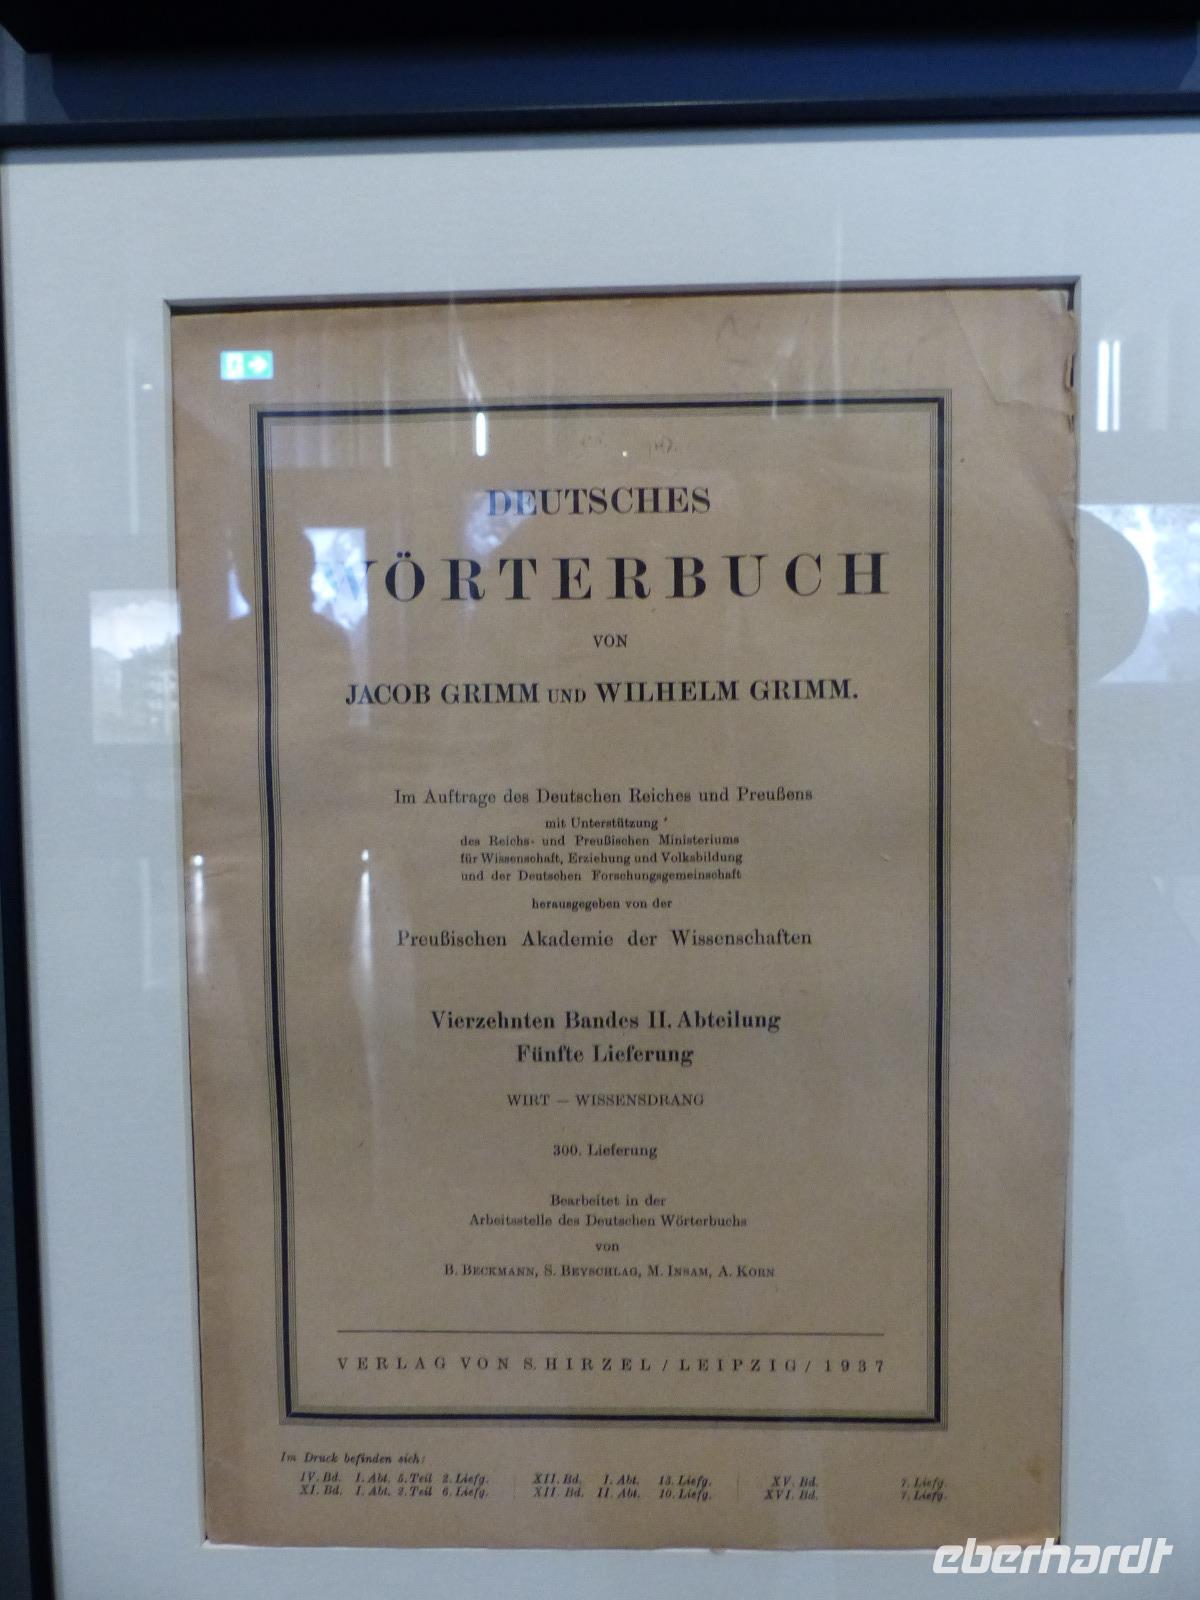 DEUTSCHES
WÖRTERBUCH
VON
JACOB GRIMM UND WILHELM GRIMM.
Im Auftrage des Deutschen Reiches und Preußens
mit Unterstützung
des Reichs- und Preußischen Ministeriums
für Wissenschaft, Erziehung und Volksbildung
und der Deutschen Forschungsgemeinschaft
herausgegeben von der
Preußischen Akademie der Wissenschaften
Vierzehnten Bandes II. Abteilung
Fünfte Lieferung
WIRT – WISSENSDRANG
300. Lieferung
Bearbeitet in der
Arbeitsstelle des Deutschen Wörterbuchs
von
B. BECKMANN, S. BEYSCHLAG, M. INSAM, A. KORN
VERLAG VON S. HIRZEL / LEIPZIG / 1937
Im Druck befinden sich:
IV. Bd. 1. Abt. 5. Teil 2. Liefg. XII. Bd. I. Abt. 13. Liefg. XV. Bd. 7. Liefg.
XI. Bd. 1. Abt. 2. Teil 6. Liefg. XII. Bd. II. Abt. 10. Liefg. XVI. Bd. 7. Liefg.
eberhardt